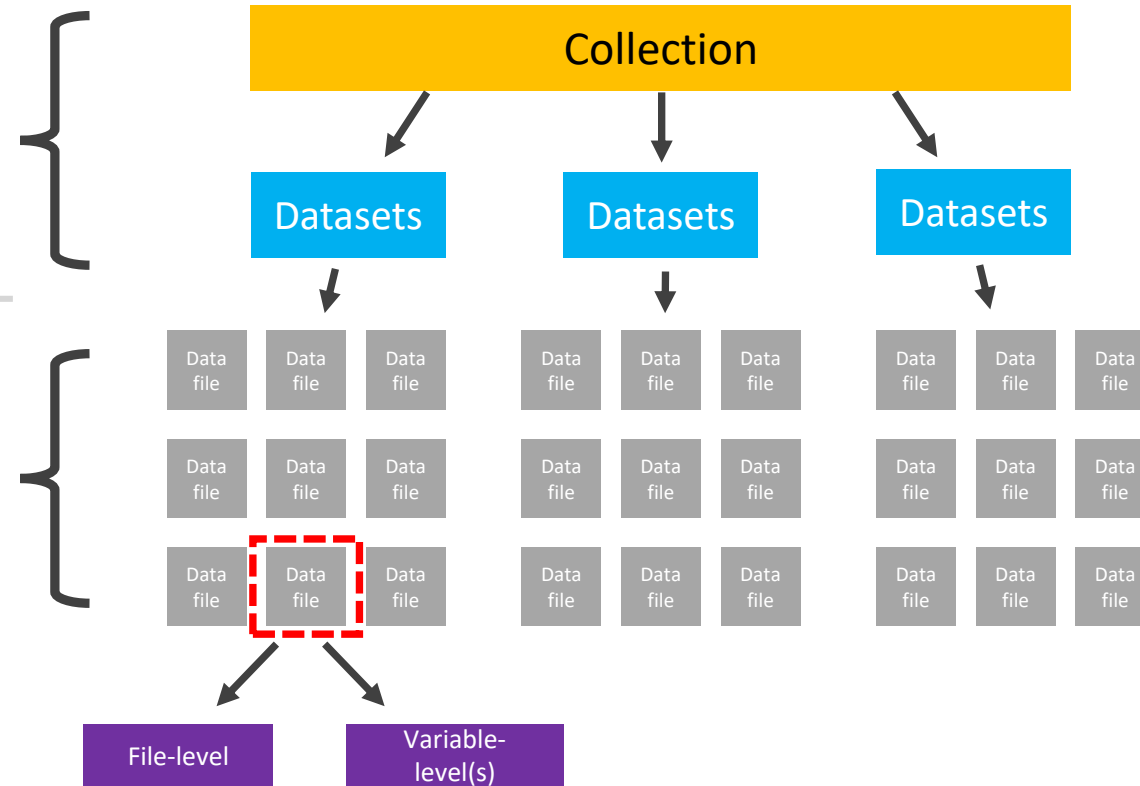 Collection
Datasets Datasets Datasets
Data Data Data Data Data Data Data Data Data
file file file file file file file file file
Data Data Data Data Data Data Data Data Data
file file file file file file file file file
Data Data Data Data Data Data Data Data Data
file file file file file file file file file
File-level
Variable-
level(s)